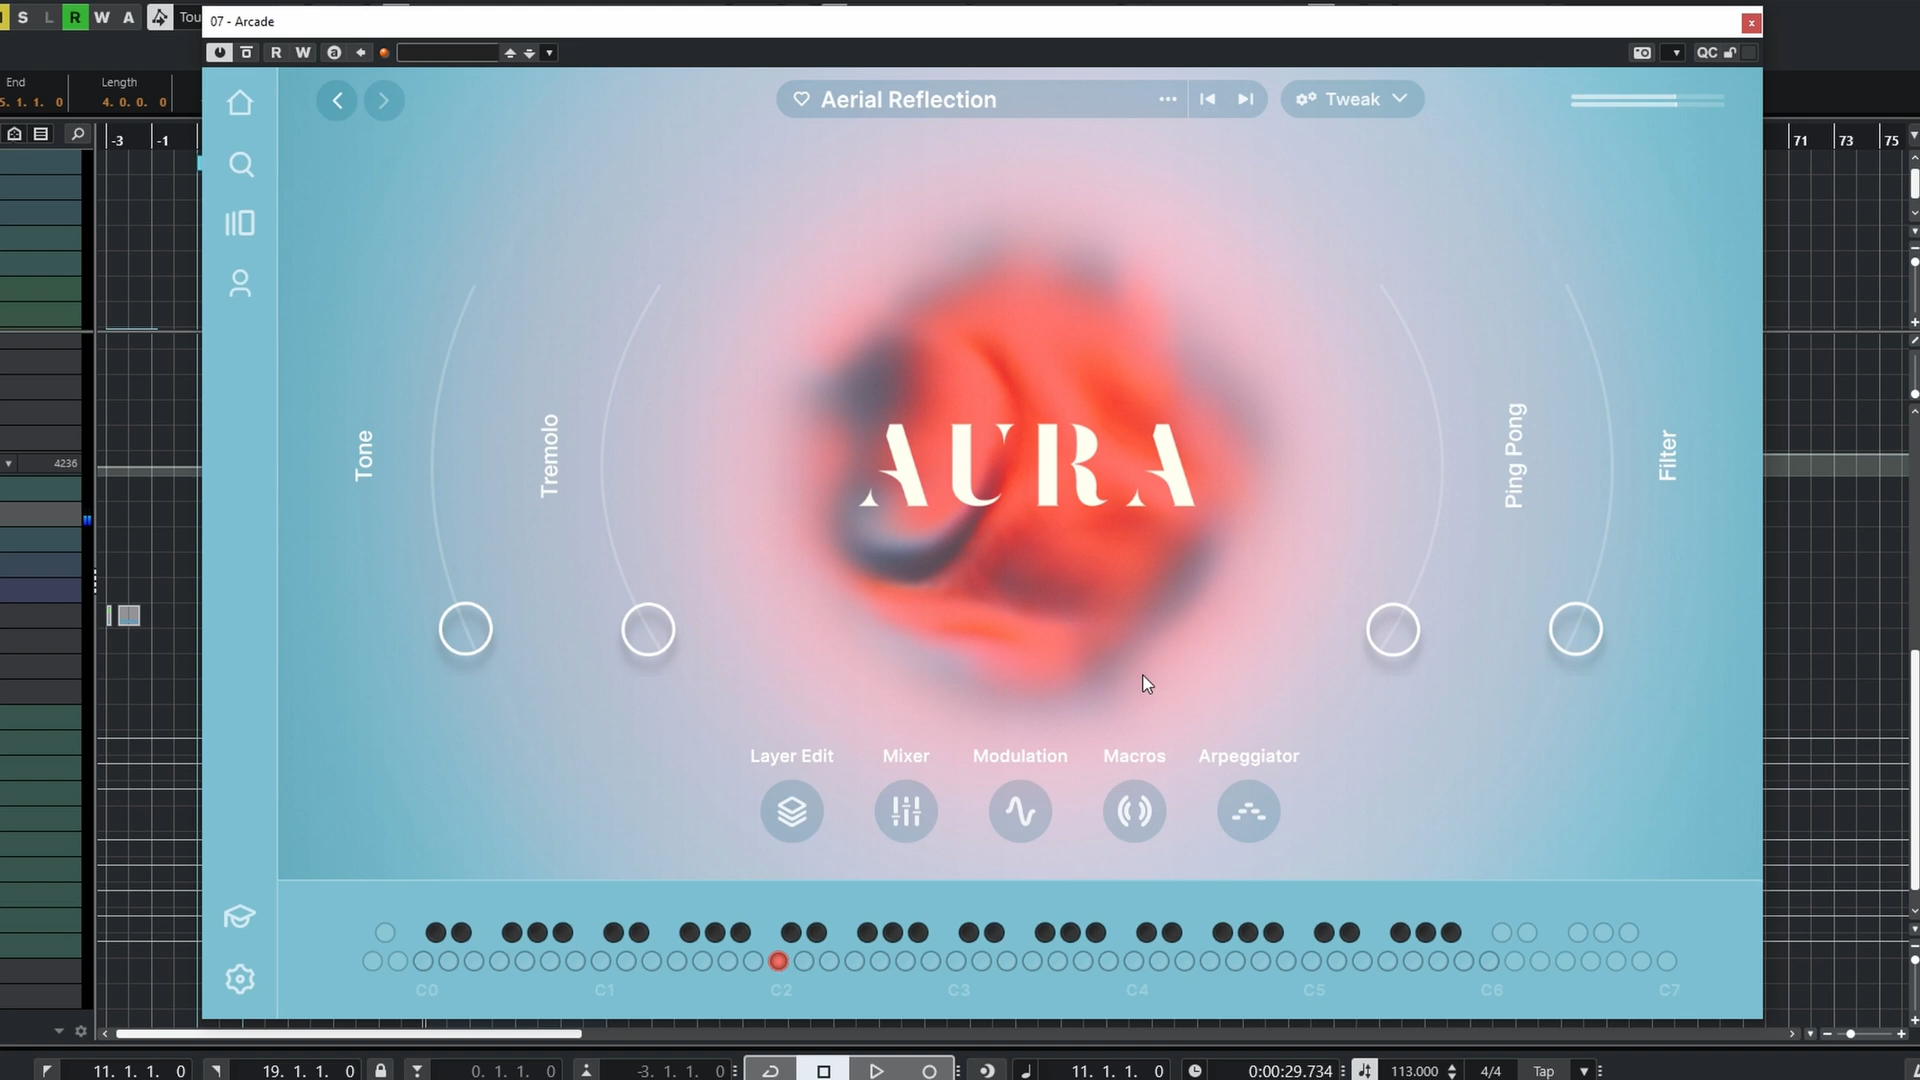 S L R W A Tou
07 - Arcade
R W a
QC
End Length
5. 1. 1. 0 4. 0. 0. 0
Aerial Reflection
Tweak
-3 -1 71 73 75
AURA
Tone
Tremolo
Ping Pong
Filter
4236
Layer Edit Mixer Modulation Macros Arpeggiator
C0 C1 C2 C3 C4 C5 C6 C7
11. 1. 1. 0 19. 1. 1. 0 0. 1. 1. 0 -3. 1. 1. 0 11. 1. 1. 0 0:00:29.734 113.000 4/4 Tap